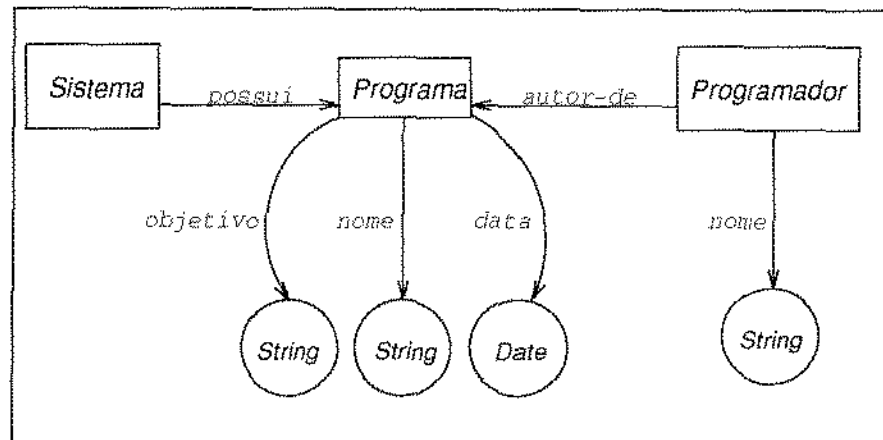 Sistema
possui
Programa
autor-de
Programador
objetivo
nome
data
nome
String
String
Date
String